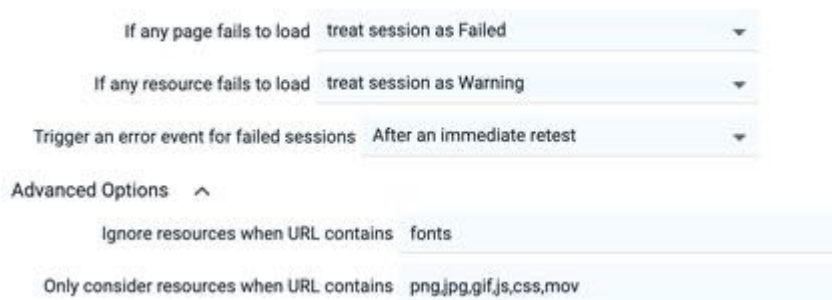 If any page fails to load treat session as Failed
If any resource fails to load treat session as Warning
Trigger an error event for failed sessions After an immediate retest
Advanced Options
Ignore resources when URL contains fonts
Only consider resources when URL contains png,jpg,gif,js,css,mov